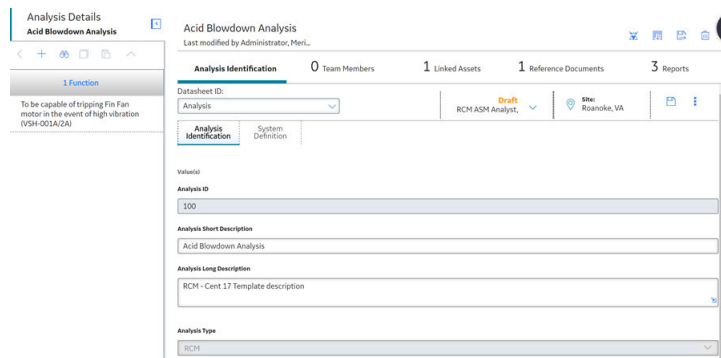 Analysis Details
Acid Blowdown Analysis
1 Function
To be capable of tripping Fin Fan
motor in the event of high vibration
(VSH-001A/2A)
Acid Blowdown Analysis
Last modified by Administrator, Meri...
Analysis Identification
0 Team Members
1 Linked Assets
1 Reference Documents
3 Reports
Datasheet ID:
Analysis
Draft
RCM ASM Analyst,
Site:
Roanoke, VA
Analysis
Identification
System
Definition
Value(s)
Analysis ID
100
Analysis Short Description
Acid Blowdown Analysis
Analysis Long Description
RCM - Cent 17 Template description
Analysis Type
RCM